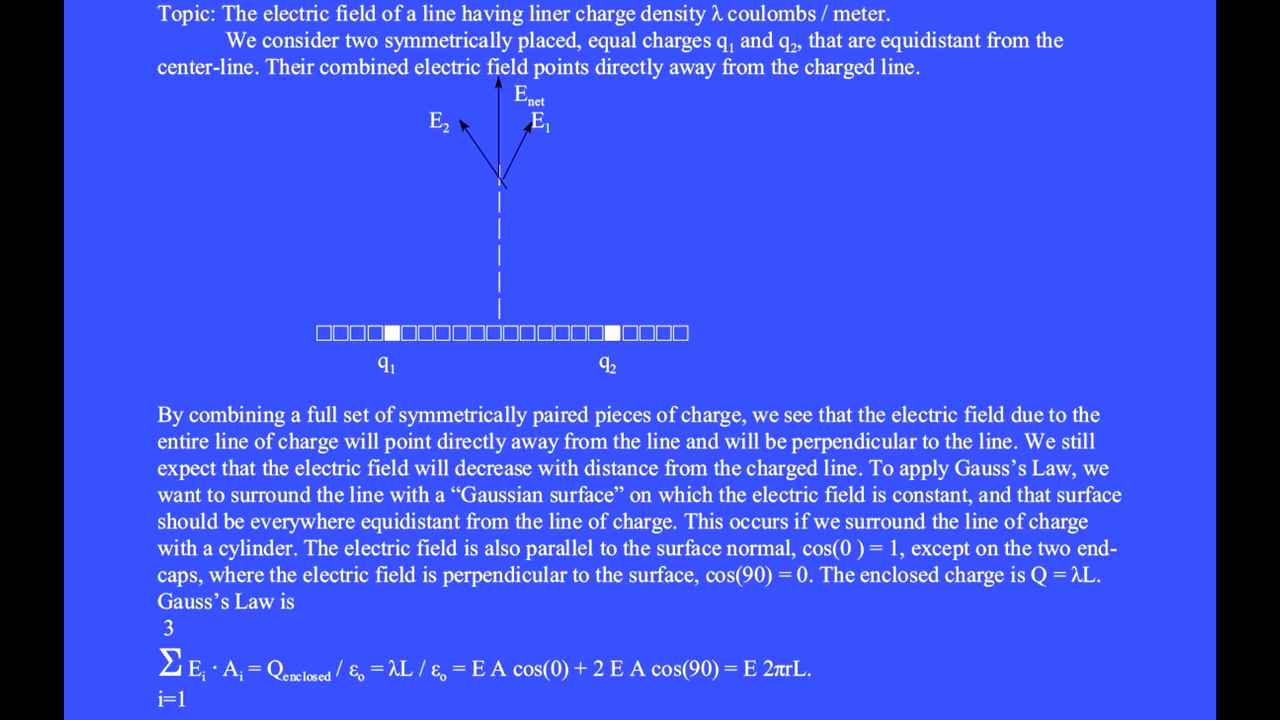 Topic: The electric field of a line having liner charge density λ coulombs / meter.
We consider two symmetrically placed, equal charges q₁ and q₂, that are equidistant from the
center-line. Their combined electric field points directly away from the charged line.
Eₙₑₜ
E₂ E₁
q₁ q₂
By combining a full set of symmetrically paired pieces of charge, we see that the electric field due to the
entire line of charge will point directly away from the line and will be perpendicular to the line. We still
expect that the electric field will decrease with distance from the charged line. To apply Gauss’s Law, we
want to surround the line with a “Gaussian surface” on which the electric field is constant, and that surface
should be everywhere equidistant from the line of charge. This occurs if we surround the line of charge
with a cylinder. The electric field is also parallel to the surface normal, cos(0 ) = 1, except on the two end-
caps, where the electric field is perpendicular to the surface, cos(90) = 0. The enclosed charge is Q = λL.
Gauss’s Law is
3
Σ Eᵢ · Aᵢ = Qenclosed / εₒ = λL / εₒ = E A cos(0) + 2 E A cos(90) = E 2πrL.
i=1